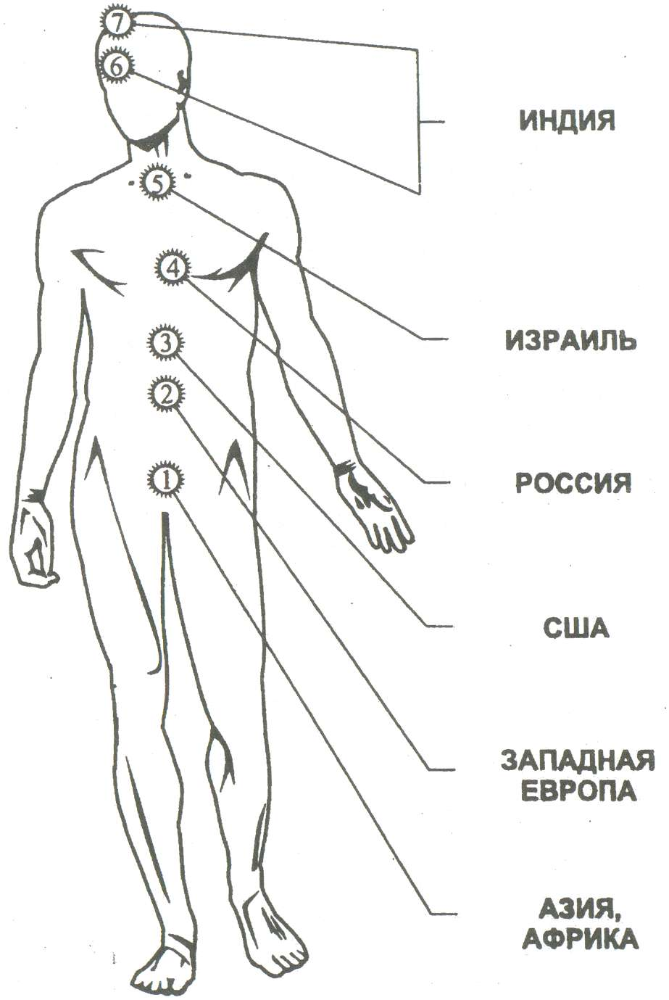 7
6
ИНДИЯ
5
ИЗРАИЛЬ
4
РОССИЯ
3
США
2
ЗАПАДНАЯ
ЕВРОПА
1
АЗИЯ,
АФРИКА